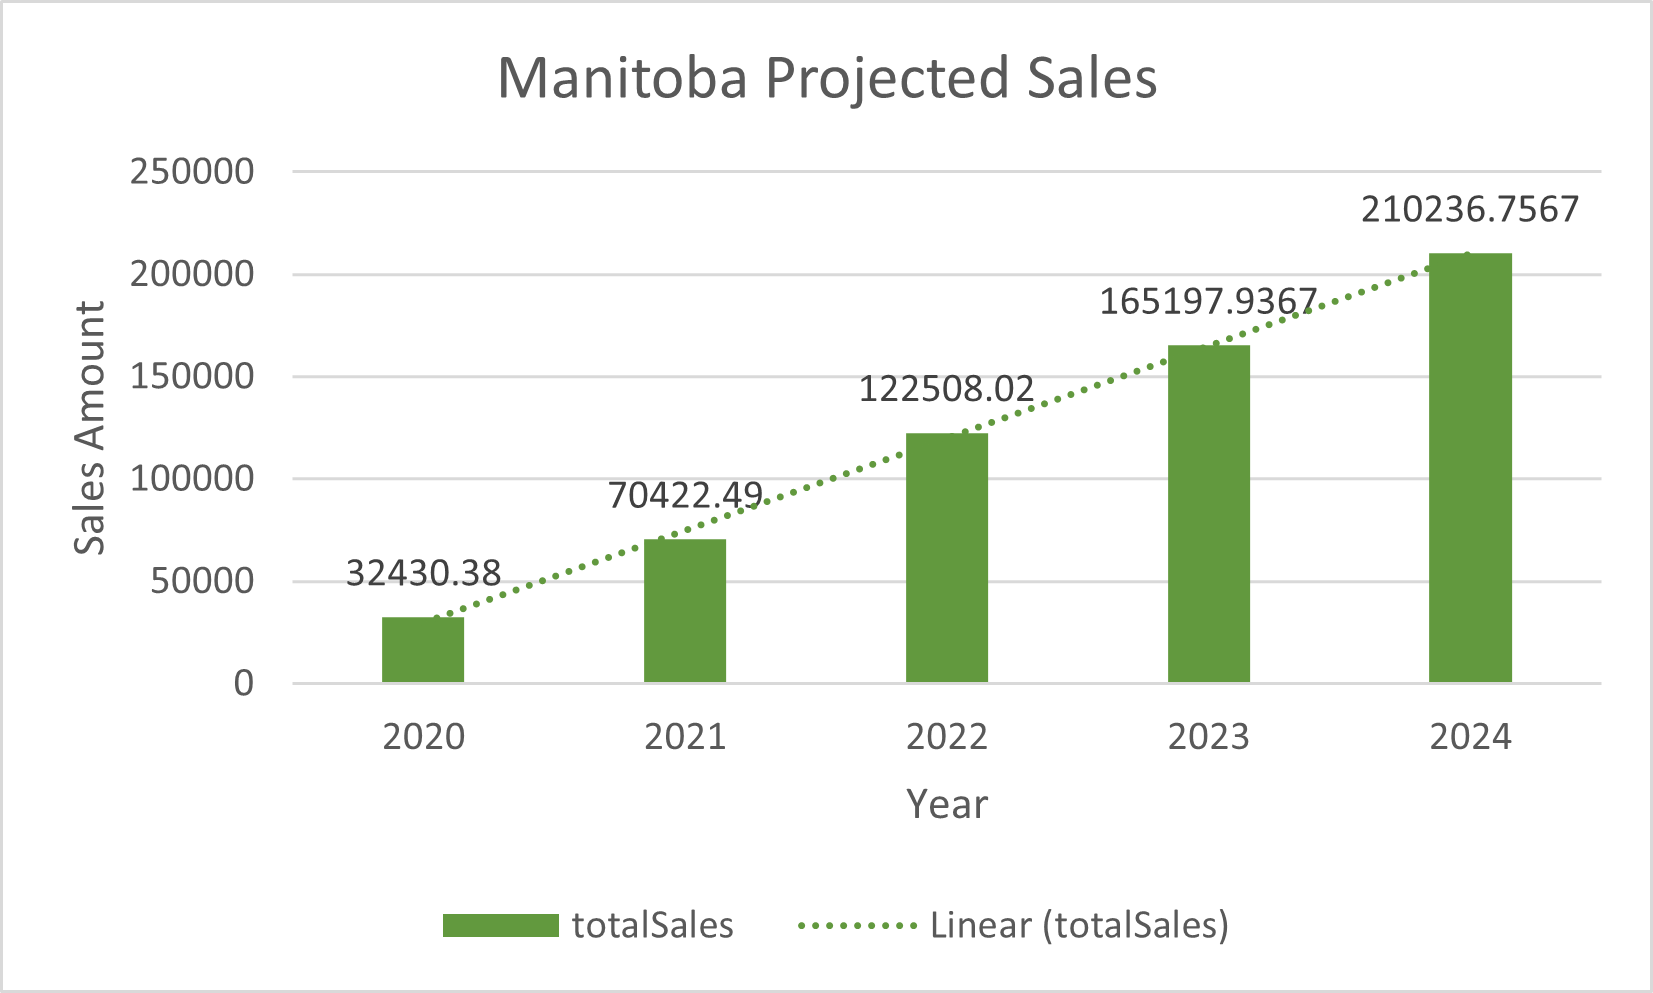 Manitoba Projected Sales
250000
200000
150000
100000
50000
0
Sales Amount
32430.38
70422.49
122508.02
165197.9367
210236.7567
2020 2021 2022 2023 2024
Year
totalSales Linear (totalSales)